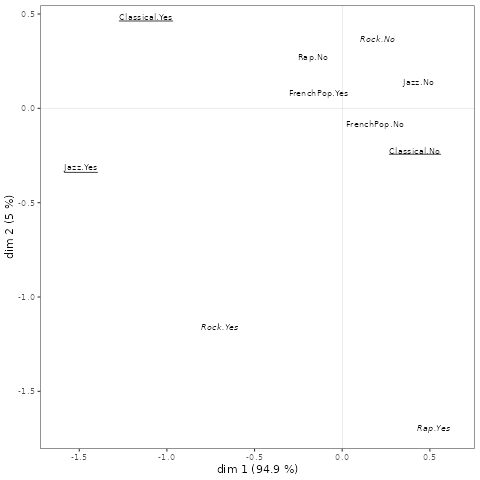 0.5
Classical.Yes
Rock.No
Rap.No
Jazz.No
FrenchPop.Yes
0.0
FrenchPop.No
Classical.No
Jazz.Yes
-0.5
dim 2 (5 %)
-1.0
Rock.Yes
-1.5
Rap.Yes
-1.5 -1.0 -0.5 0.0 0.5
dim 1 (94.9 %)